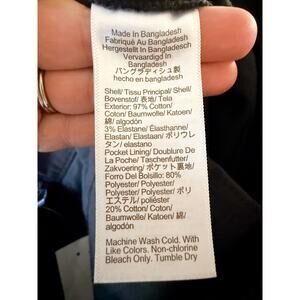 Made In Bangladesh
Fabriqué Au Bangladesh
Hergestellt In Bangladesch
Vervaardigd In
Bangladesh
バングラディシュ製
hecho en bangladesh
Shell/ Tissu Principal/ Shell/
Bovenstof/ 表地/ Tela
Exterior: 97% Cotton/
Coton/ Baumwolle/ Katoen/
綿/ algodón
3% Elastane/ Élasthanne/
Elastan/ Elastaan/ ポリウレ
タン/ elastano
Pocket Lining/ Doublure De
La Poche/ Taschenfutter/
Zakvoering/ ポケット裏地/
Forro Del Bolsillo: 80%
Polyester/ Polyester/
Polyester/ Polyester/ ポリ
エステル/ poliéster
20% Cotton/ Coton/
Baumwolle/ Katoen/ 綿/
algodón
Machine Wash Cold. With
Like Colors. Non-chlorine
Bleach Only. Tumble Dry